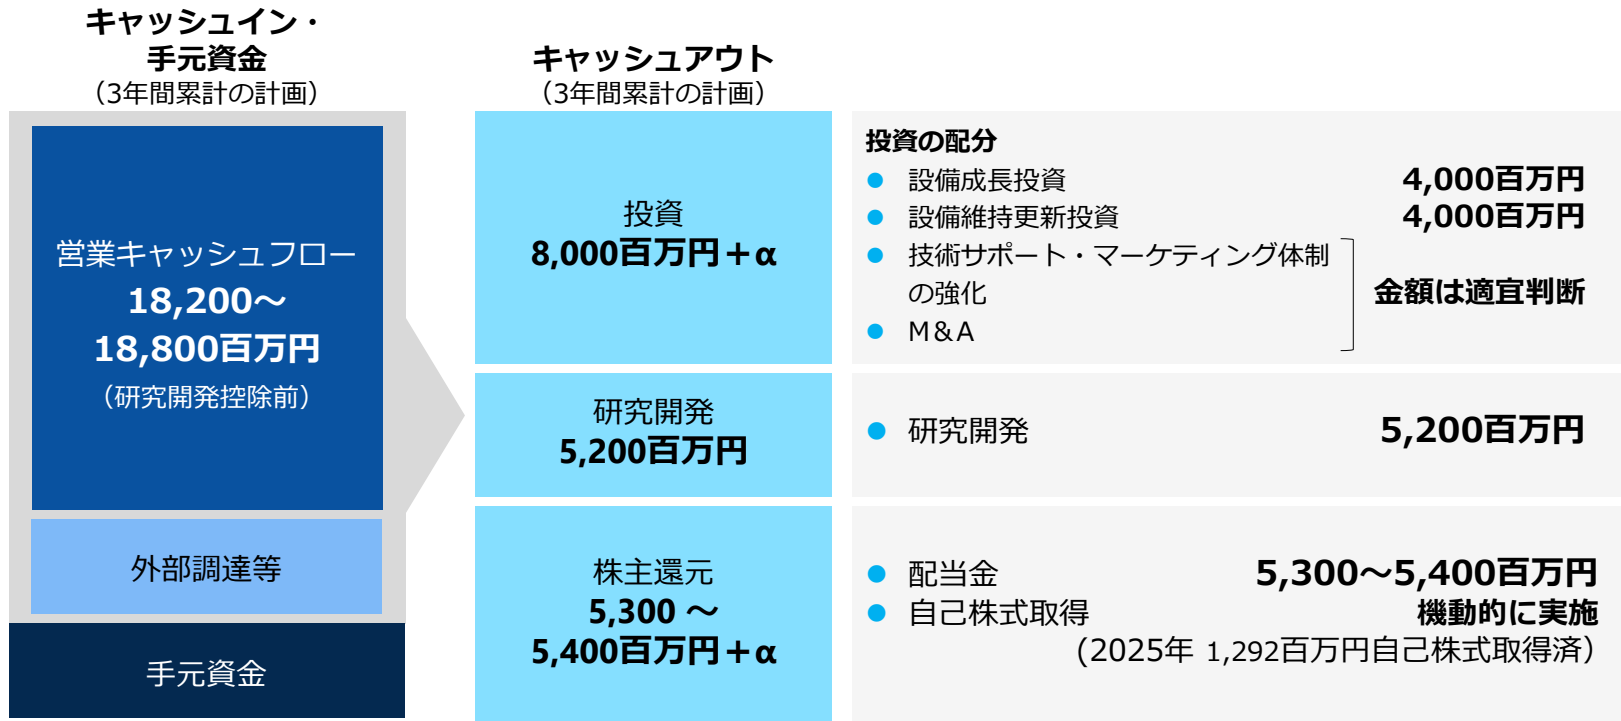 キャッシュイン・
手元資金
（3年間累計の計画）
営業キャッシュフロー
18,200～
18,800百万円
（研究開発控除前）
外部調達等
手元資金
キャッシュアウト
（3年間累計の計画）
投資
8,000百万円＋α
研究開発
5,200百万円
株主還元
5,300 ～
5,400百万円＋α
投資の配分
● 設備成長投資 4,000百万円
● 設備維持更新投資 4,000百万円
● 技術サポート・マーケティング体制
の強化
金額は適宜判断
● M＆A
● 研究開発 5,200百万円
● 配当金 5,300～5,400百万円
● 自己株式取得 機動的に実施
(2025年 1,292百万円自己株式取得済）